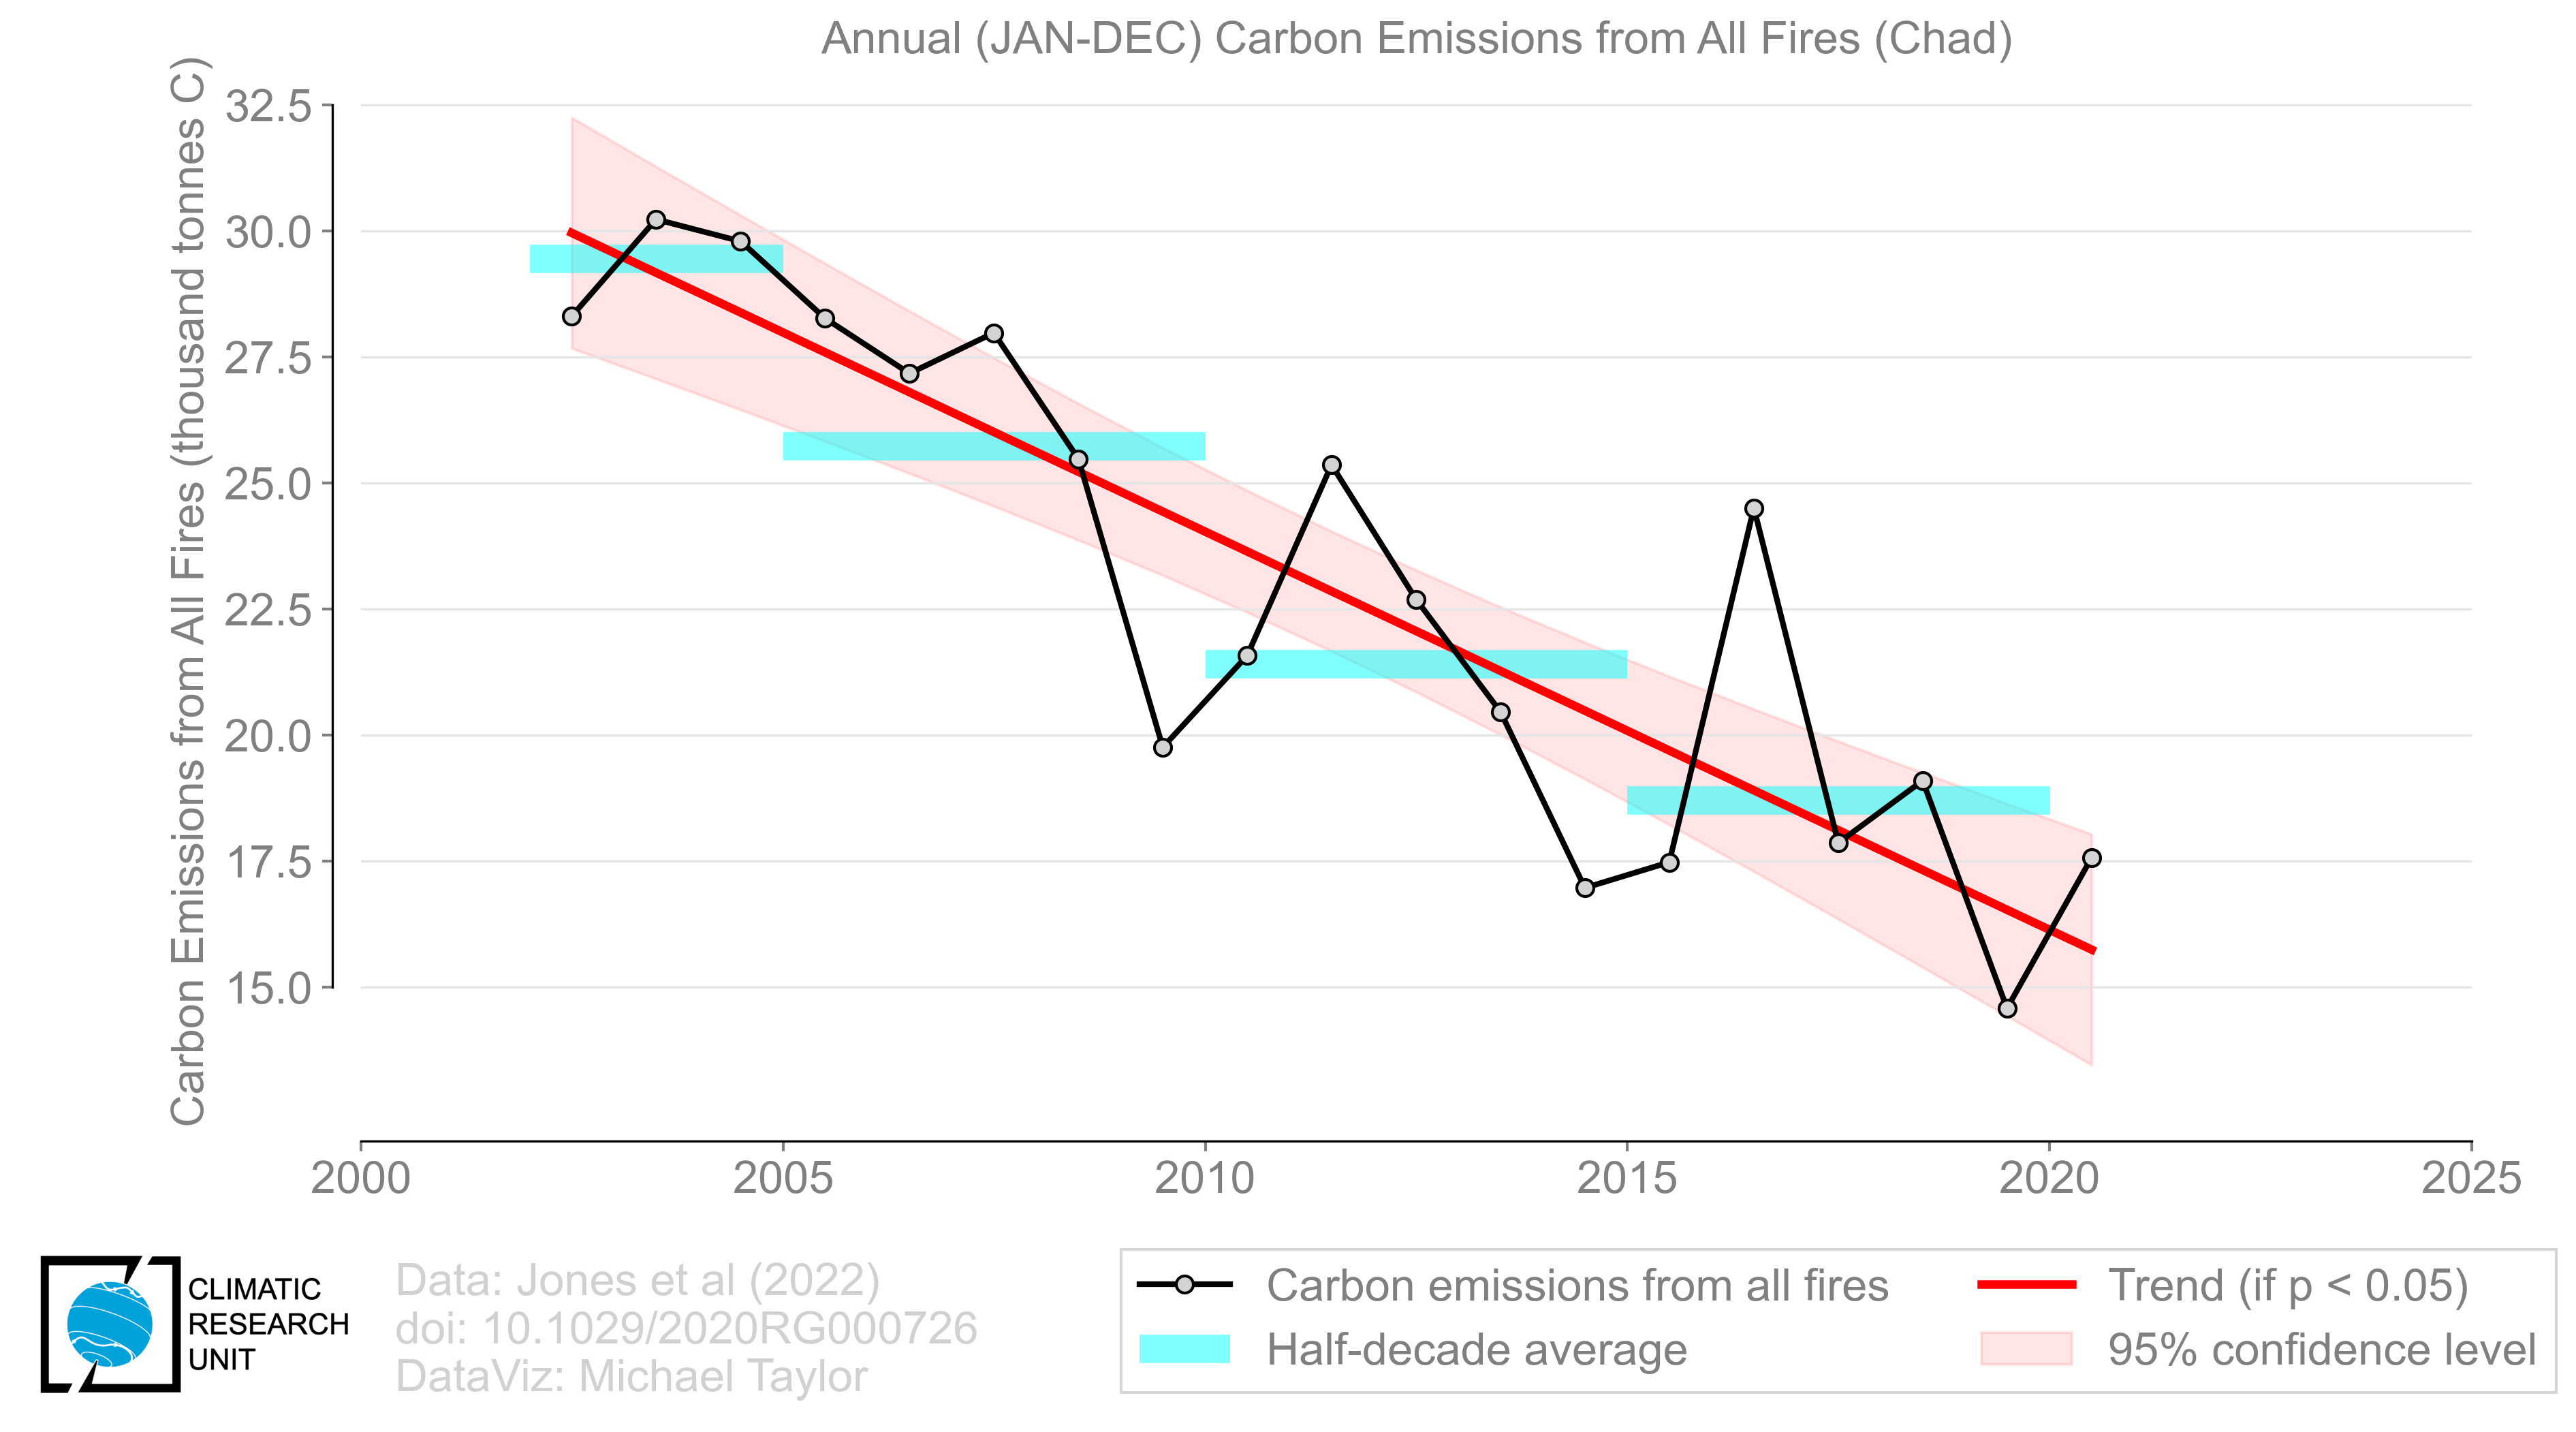 Annual (JAN-DEC) Carbon Emissions from All Fires (Chad)
Carbon Emissions from All Fires (thousand tonnes C)
32.5
30.0
27.5
25.0
22.5
20.0
17.5
15.0
2000 2005 2010 2015 2020 2025
CLIMATIC
RESEARCH
UNIT
Data: Jones et al (2022)
doi: 10.1029/2020RG000726
DataViz: Michael Taylor
Carbon emissions from all fires
Half-decade average
Trend (if p < 0.05)
95% confidence level